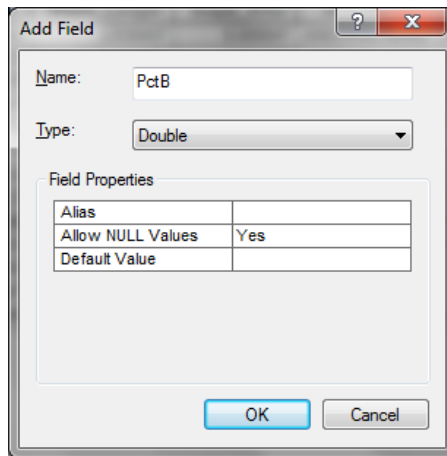 Add Field
?
X
Name:
PctB
Type:
Double
Field Properties
Alias
Allow NULL Values Yes
Default Value
OK Cancel